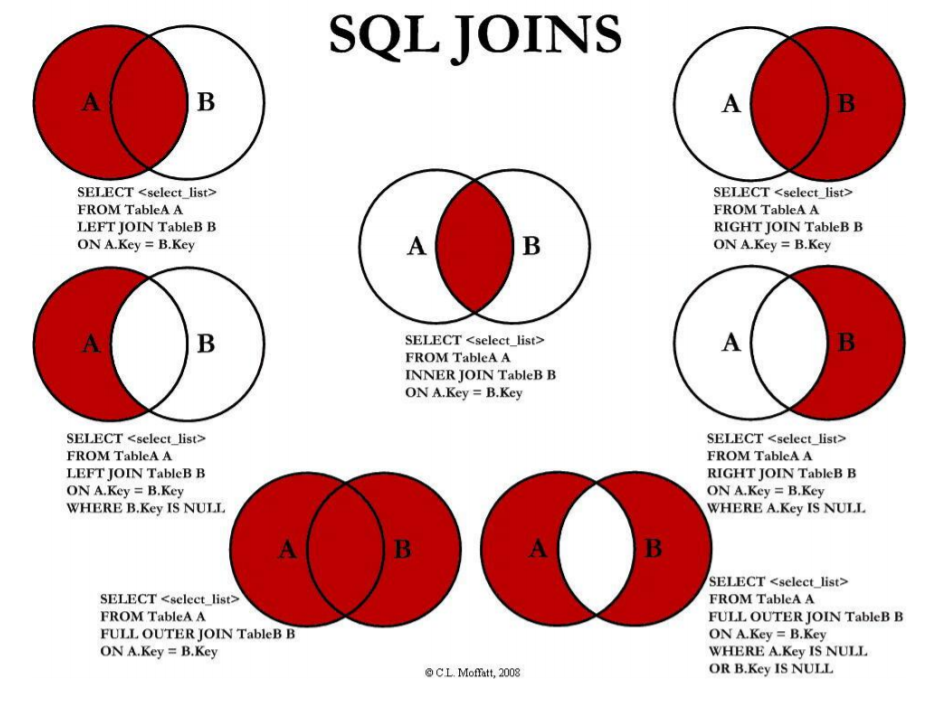 SQL JOINS
A
B
SELECT <select_list>
FROM TableA A
LEFT JOIN TableB B
ON A.Key = B.Key
A
B
SELECT <select_list>
FROM TableA A
RIGHT JOIN TableB B
ON A.Key = B.Key
A
B
SELECT <select_list>
FROM TableA A
INNER JOIN TableB B
ON A.Key = B.Key
A
B
SELECT <select_list>
FROM TableA A
LEFT JOIN TableB B
ON A.Key = B.Key
WHERE B.Key IS NULL
A
B
SELECT <select_list>
FROM TableA A
RIGHT JOIN TableB B
ON A.Key = B.Key
WHERE A.Key IS NULL
A
B
SELECT <select_list>
FROM TableA A
FULL OUTER JOIN TableB B
ON A.Key = B.Key
A
B
SELECT <select_list>
FROM TableA A
FULL OUTER JOIN TableB B
ON A.Key = B.Key
WHERE A.Key IS NULL
OR B.Key IS NULL
© C.L. Moffatt, 2008